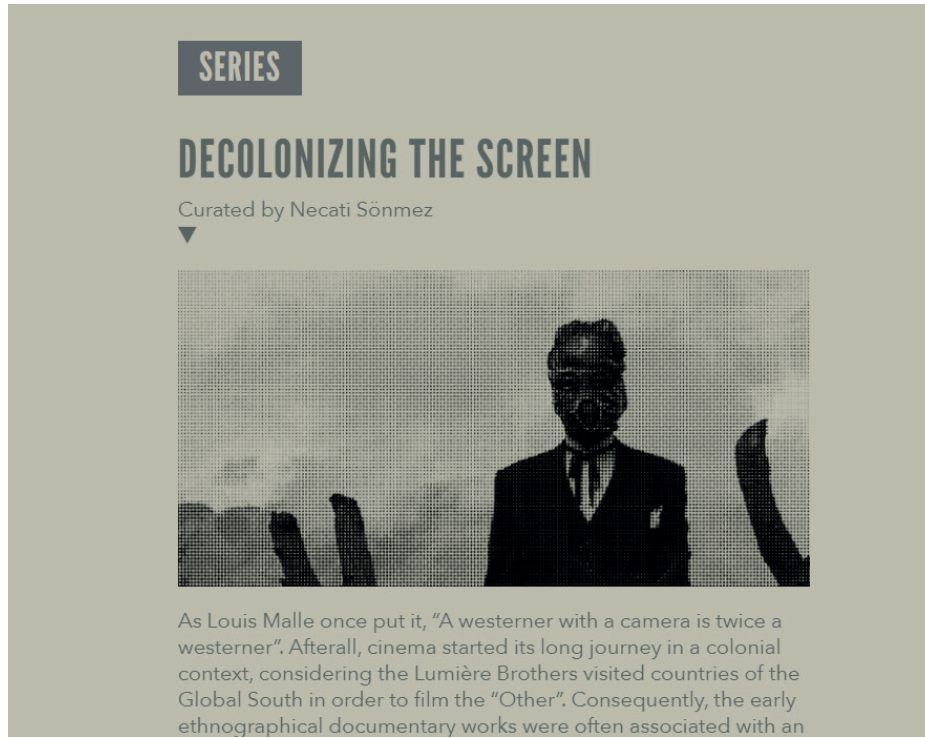 SERIES
DECOLONIZING THE SCREEN
Curated by Necati Sönmez
As Louis Malle once put it, “A westerner with a camera is twice a
westerner”. Afterall, cinema started its long journey in a colonial
context, considering the Lumière Brothers visited countries of the
Global South in order to film the “Other”. Consequently, the early
ethnographical documentary works were often associated with an